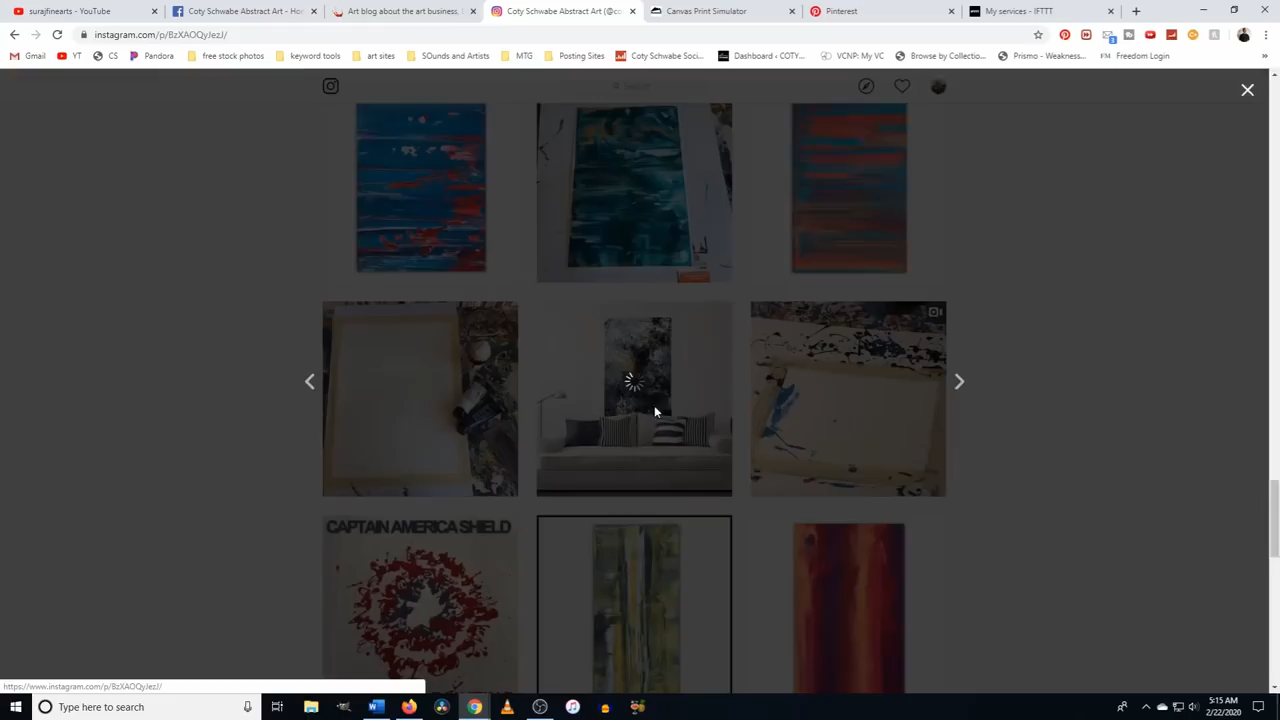 surajfinearts - YouTube
Coty Schwabe Abstract Art - Ho
Art blog about the art business, S
Coty Schwabe Abstract Art (@co
Canvas Print Simulator
Pinterest
My services - IFTTT
instagram.com/p/BzXAOQyJezJ/
Gmail
YT
CS
Pandora
free stock photos
keyword tools
art sites
SOunds and Artists
MTG
Posting Sites
Coty Schwabe Soci...
Dashboard ‹ COTY...
VCNP: My VC
Browse by Collectio...
Prismo - Weakness...
FM Freedom Login
»
Search
CAPTAIN AMERICA SHIELD
https://www.instagram.com/p/BzXAOQyJezJ/
Type here to search
5:15 AM
2/22/2020